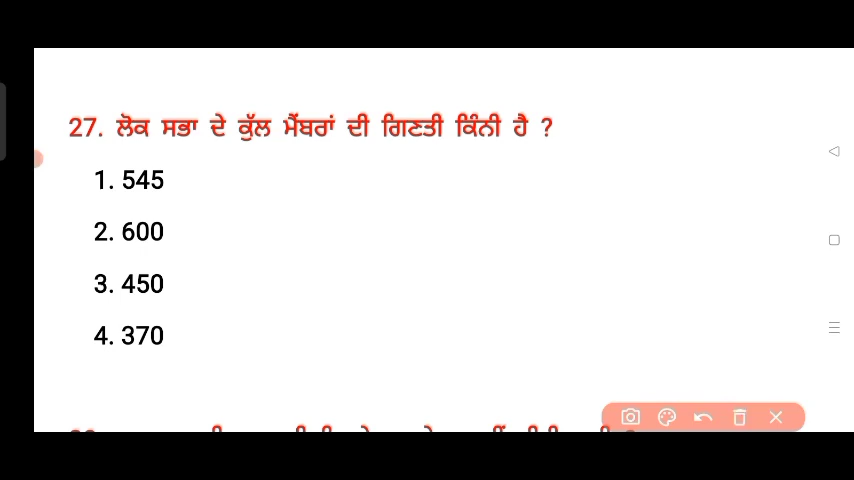 27. ਲੋਕ ਸਭਾ ਦੇ ਕੁੱਲ ਮੈਂਬਰਾਂ ਦੀ ਗਿਣਤੀ ਕਿੰਨੀ ਹੈ ?
1. 545
2. 600
3. 450
4. 370